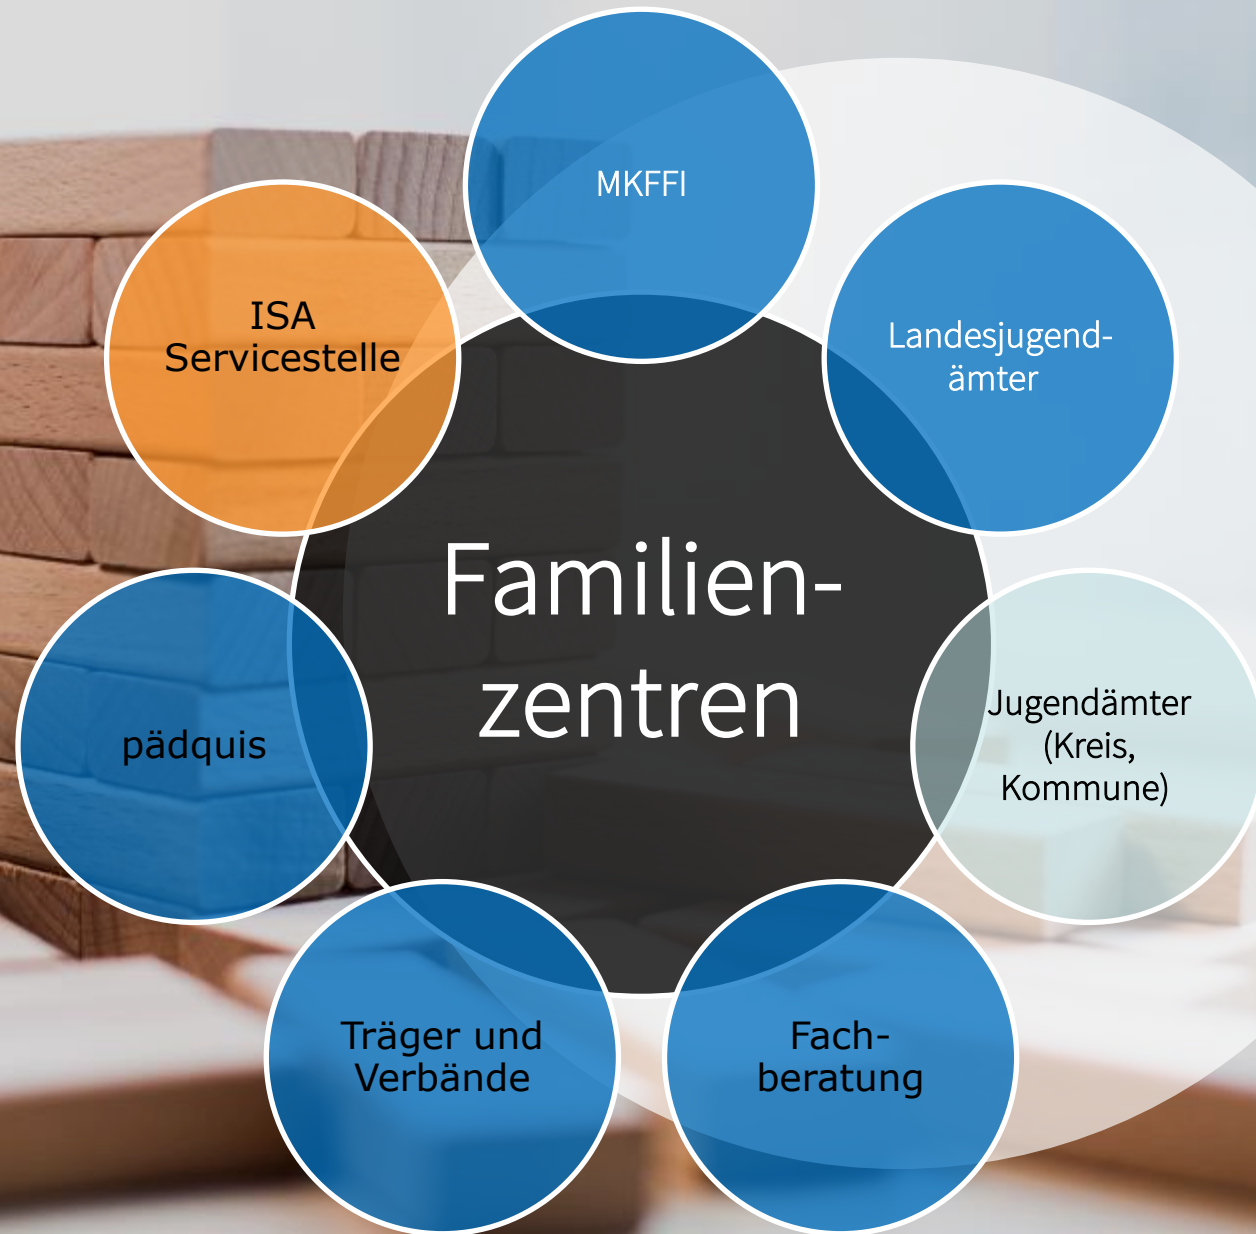 MKFFI
ISA
Servicestelle
Landesjugend-
ämter
Familien-
zentren
Jugendämter
(Kreis,
Kommune)
pädquis
Träger und
Verbände
Fach-
beratung